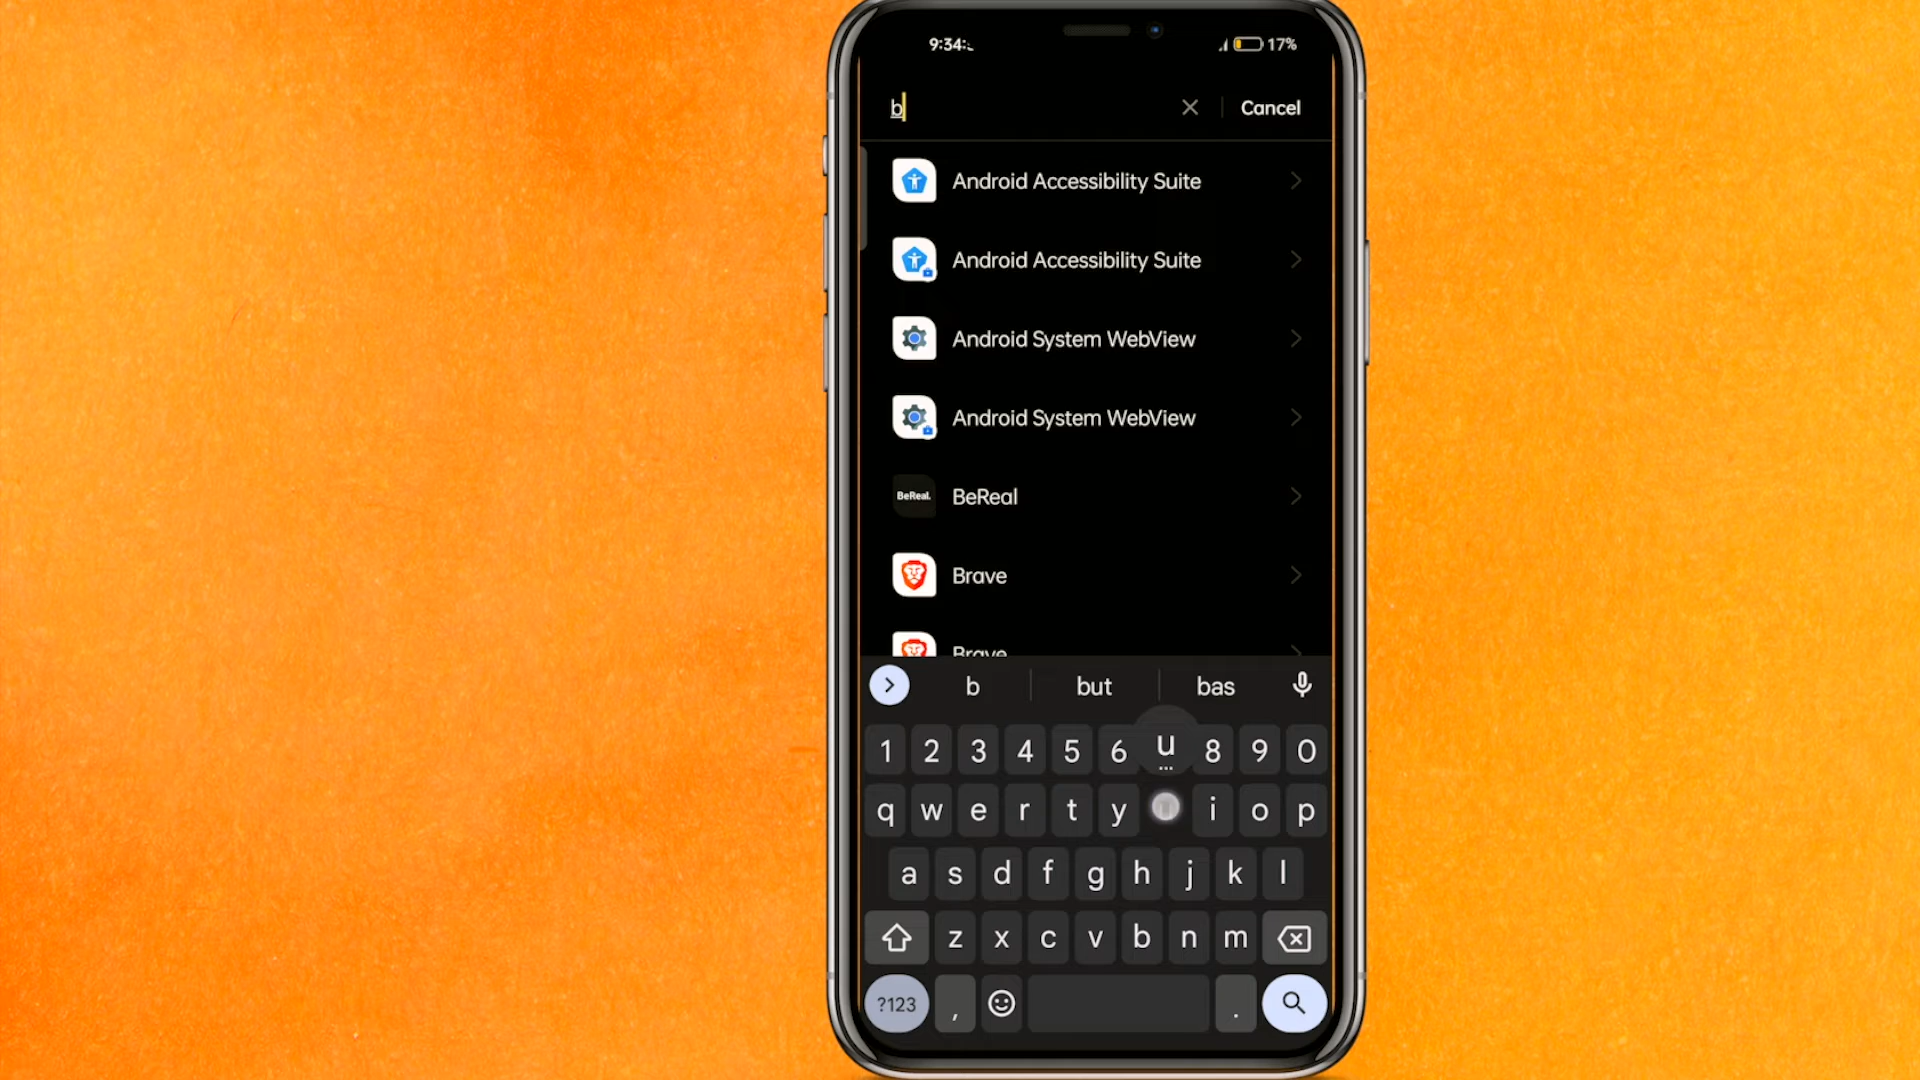 9:34
17%
b
Cancel
Android Accessibility Suite
Android Accessibility Suite
Android System WebView
Android System WebView
BeReal.
BeReal
Brave
Brave
b but bas
1 2 3 4 5 6 u 8 9 0
q w e r t y u i o p
a s d f g h j k l
z x c v b n m
?123 , .